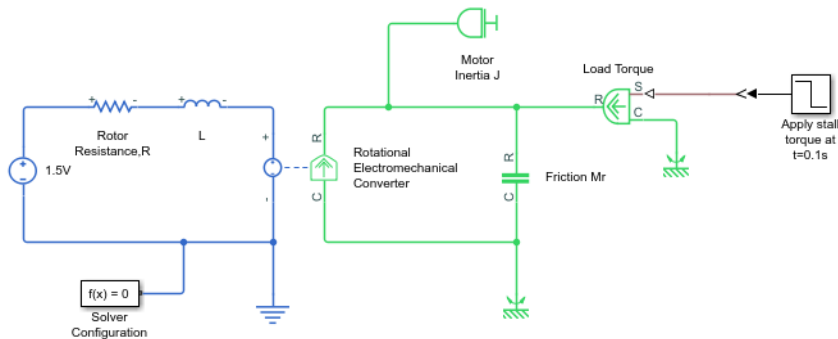 Motor
Inertia J
Load Torque
S
R
C
Apply stall
torque at
t=0.1s
+
-
+
-
Rotor
Resistance,R
L
+
-
1.5V
+
-
R
C
Rotational
Electromechanical
Converter
R
C
Friction Mr
f(x) = 0
Solver
Configuration